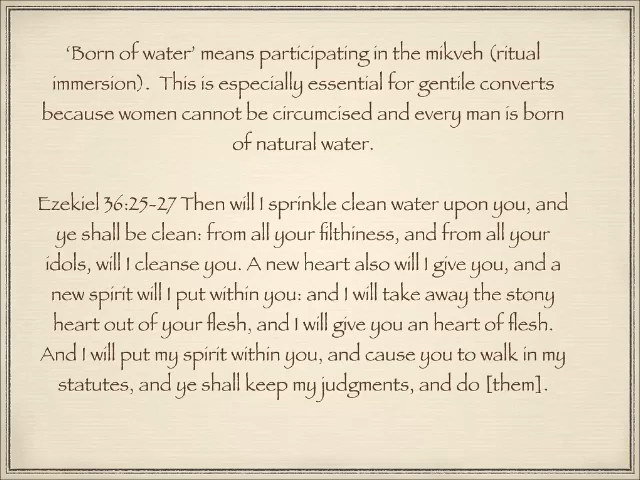 ‘Born of water’ means participating in the mikveh (ritual
immersion).  This is especially essential for gentile converts
because women cannot be circumcised and every man is born
of natural water.
Ezekiel 36:25-27 Then will I sprinkle clean water upon you, and
ye shall be clean: from all your filthiness, and from all your
idols, will I cleanse you. A new heart also will I give you, and a
new spirit will I put within you: and I will take away the stony
heart out of your flesh, and I will give you an heart of flesh.
And I will put my spirit within you, and cause you to walk in my
statutes, and ye shall keep my judgments, and do [them].